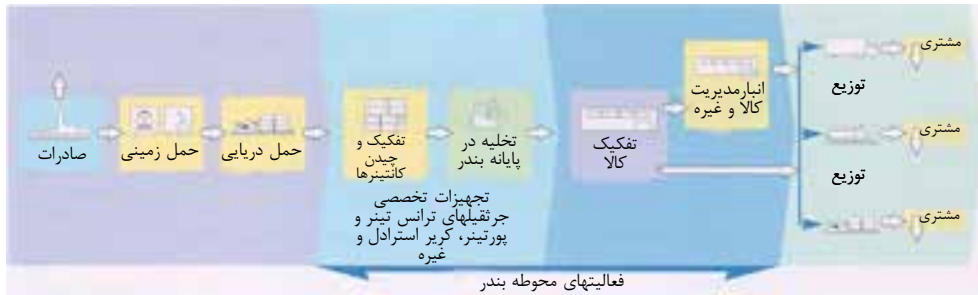 صادرات
حمل زمینی
حمل دریایی
تفکیک و
چیدن
کانتینرها
تخلیه در
پایانه بندر
تجهیزات تخصصی
جرثقیلهای ترانس تینر و
پورتینر، کریر استرادل و
غیره
تفکیک
کالا
انبارمدیریت
کالا و غیره
مشتری
توزیع
مشتری
توزیع
مشتری
فعالیتهای محوطه بندر